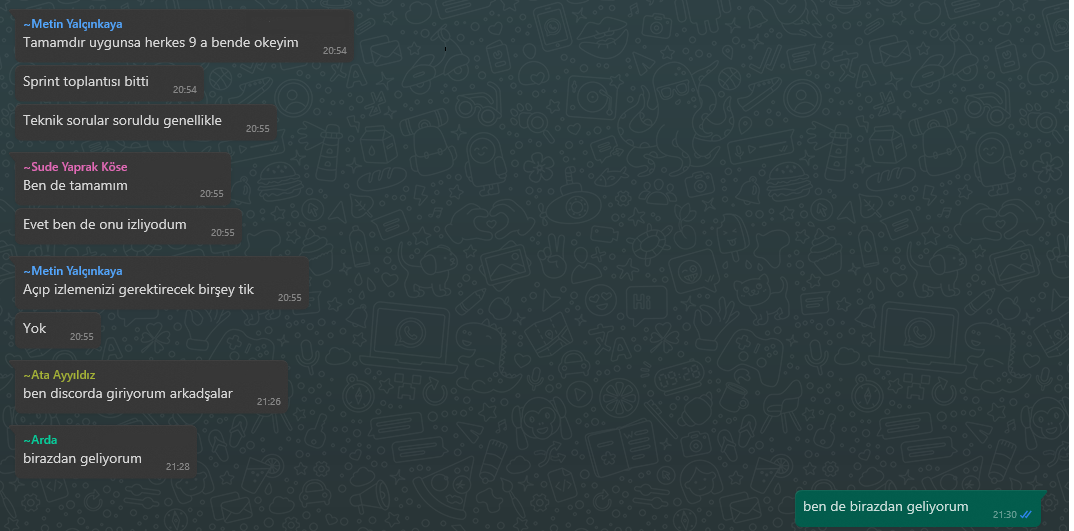 ~Metin Yalçınkaya
Tamamdır uygunsa herkes 9 a bende okeyim
20:54
Sprint toplantısı bitti
20:54
Teknik sorular soruldu genellikle
20:55
~Sude Yaprak Köse
Ben de tamamım
20:55
Evet ben de onu izliyodum
20:55
~Metin Yalçınkaya
Açıp izlemenizi gerektirecek birşey tik
20:55
Yok
20:55
~Ata Ayyıldız
ben discorda giriyorum arkadşalar
21:26
~Arda
birazdan geliyorum
21:28
ben de birazdan geliyorum
21:30